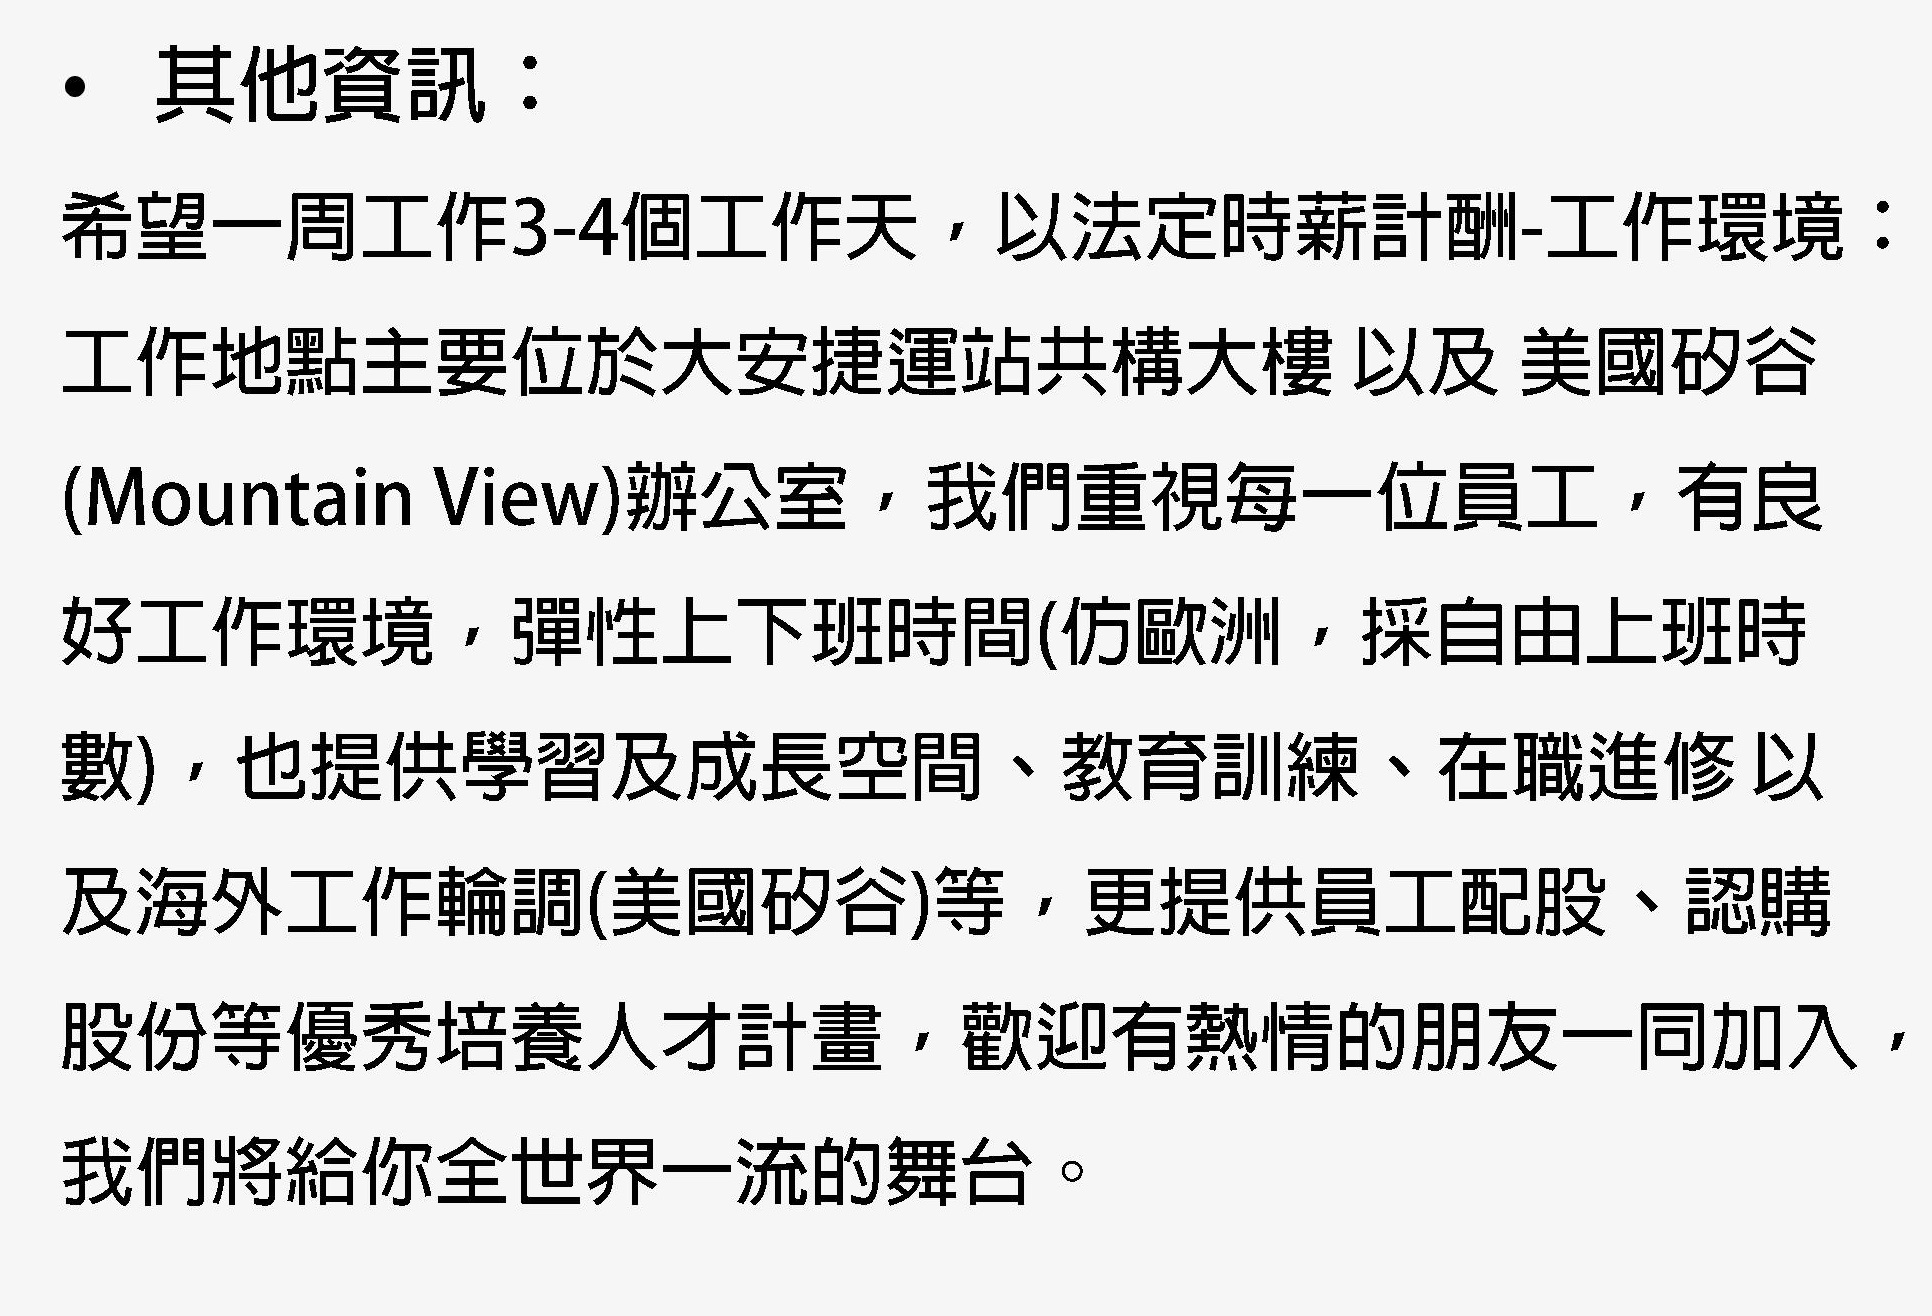 • 其他資訊：
希望一周工作3-4個工作天，以法定時薪計酬-工作環境：
工作地點主要位於大安捷運站共構大樓 以及 美國矽谷
(Mountain View)辦公室，我們重視每一位員工，有良
好工作環境，彈性上下班時間(仿歐洲，採自由上班時
數)，也提供學習及成長空間、教育訓練、在職進修 以
及海外工作輪調(美國矽谷)等，更提供員工配股、認購
股份等優秀培養人才計畫，歡迎有熱情的朋友一同加入，
我們將給你全世界一流的舞台。